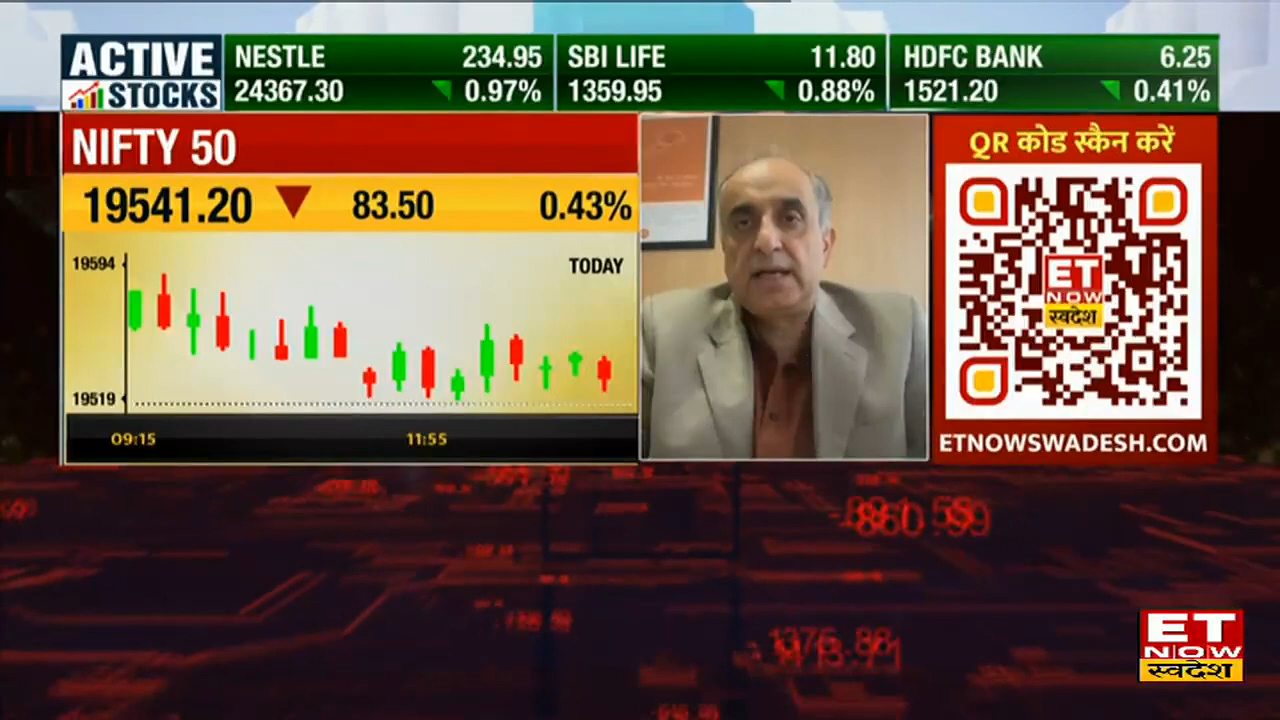 ACTIVE STOCKS
NESTLE 234.95
24367.30 0.97%
SBI LIFE 11.80
1359.95 0.88%
HDFC BANK 6.25
1521.20 0.41%
NIFTY 50
19541.20 83.50 0.43%
19594
TODAY
19519
09:15 11:55
QR कोड स्कैन करें
ET
NOW
स्वदेश
ETNOWSWADESH.COM
ET
NOW
स्वदेश